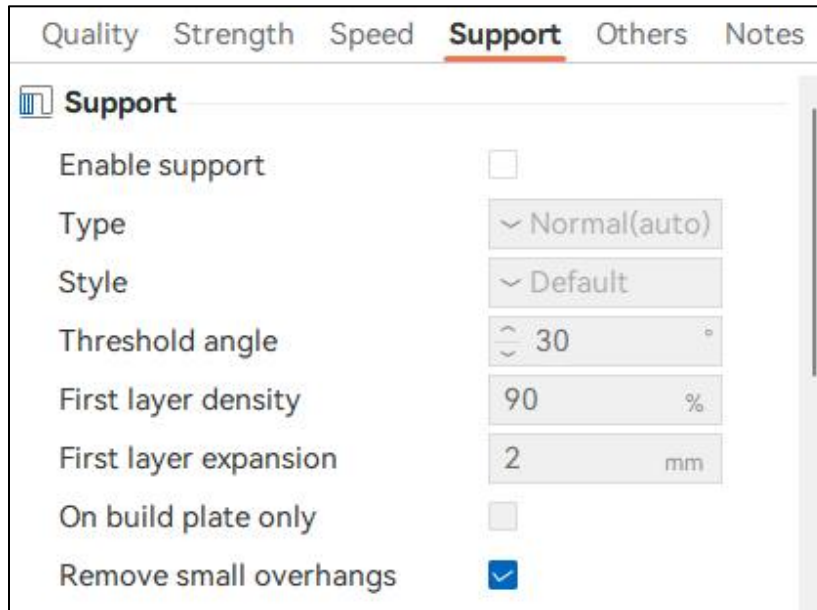 Quality Strength Speed Support Others Notes
Support
Enable support
Type Normal(auto)
Style Default
Threshold angle 30 °
First layer density 90 %
First layer expansion 2 mm
On build plate only
Remove small overhangs